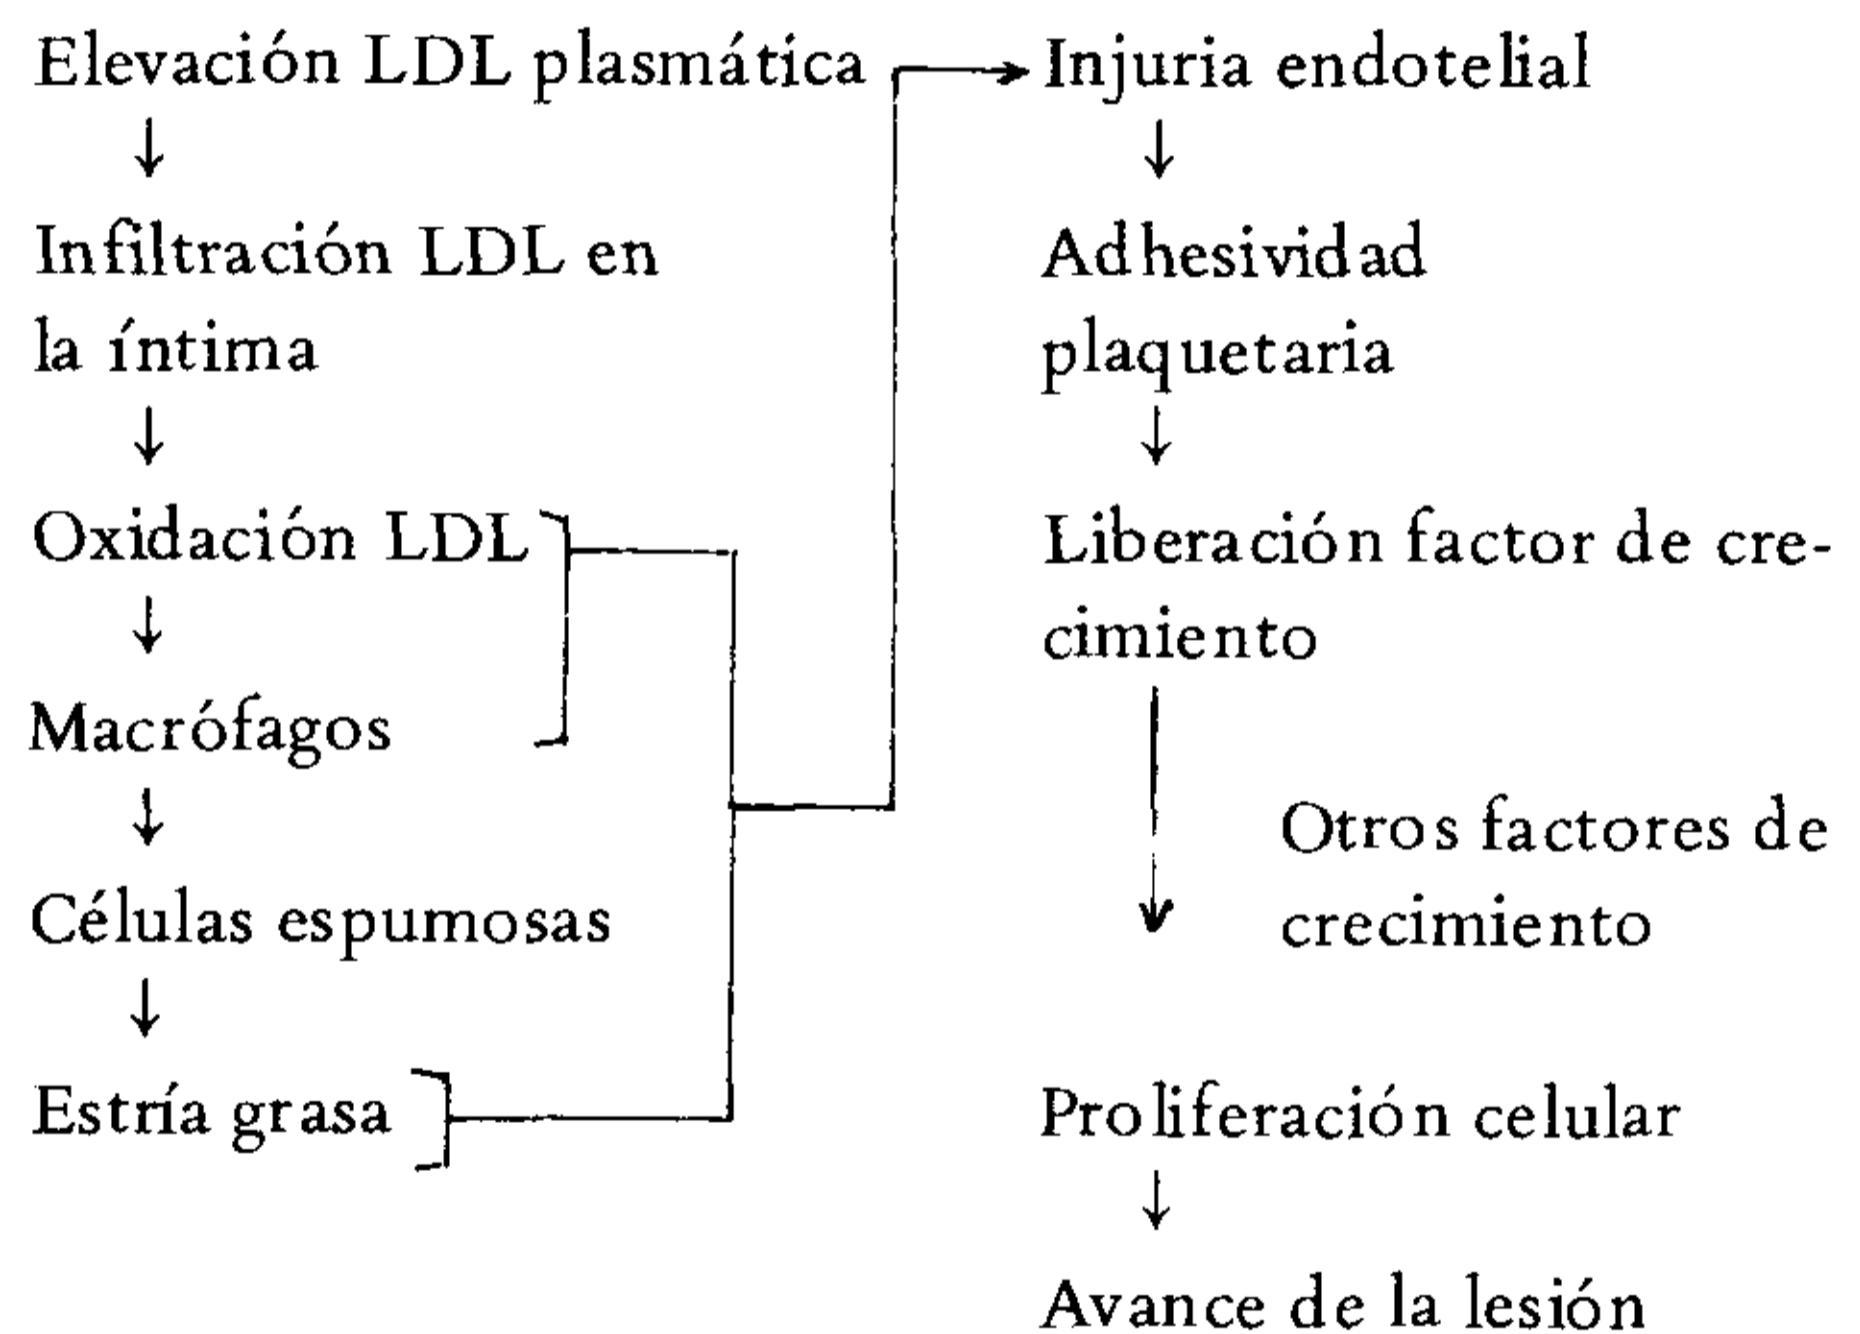 Elevación LDL plasmática
Infiltración LDL en
la íntima
Oxidación LDL
Macrófagos
Células espumosas
Estría grasa
Injuria endotelial
Adhesividad
plaquetaria
Liberación factor de cre-
cimiento
Otros factores de
crecimiento
Proliferación celular
Avance de la lesión